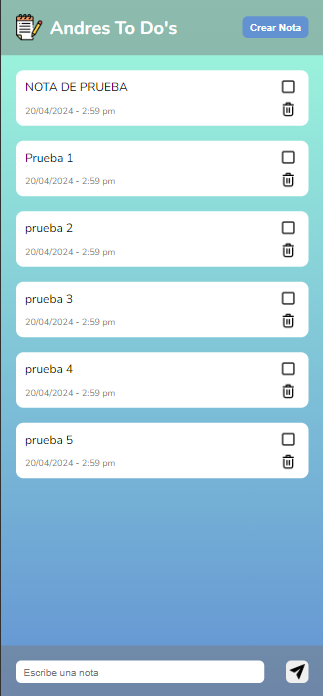 Andres To Do's
Crear Nota
NOTA DE PRUEBA
20/04/2024 - 2:59 pm
Prueba 1
20/04/2024 - 2:59 pm
prueba 2
20/04/2024 - 2:59 pm
prueba 3
20/04/2024 - 2:59 pm
prueba 4
20/04/2024 - 2:59 pm
prueba 5
20/04/2024 - 2:59 pm
Escribe una nota